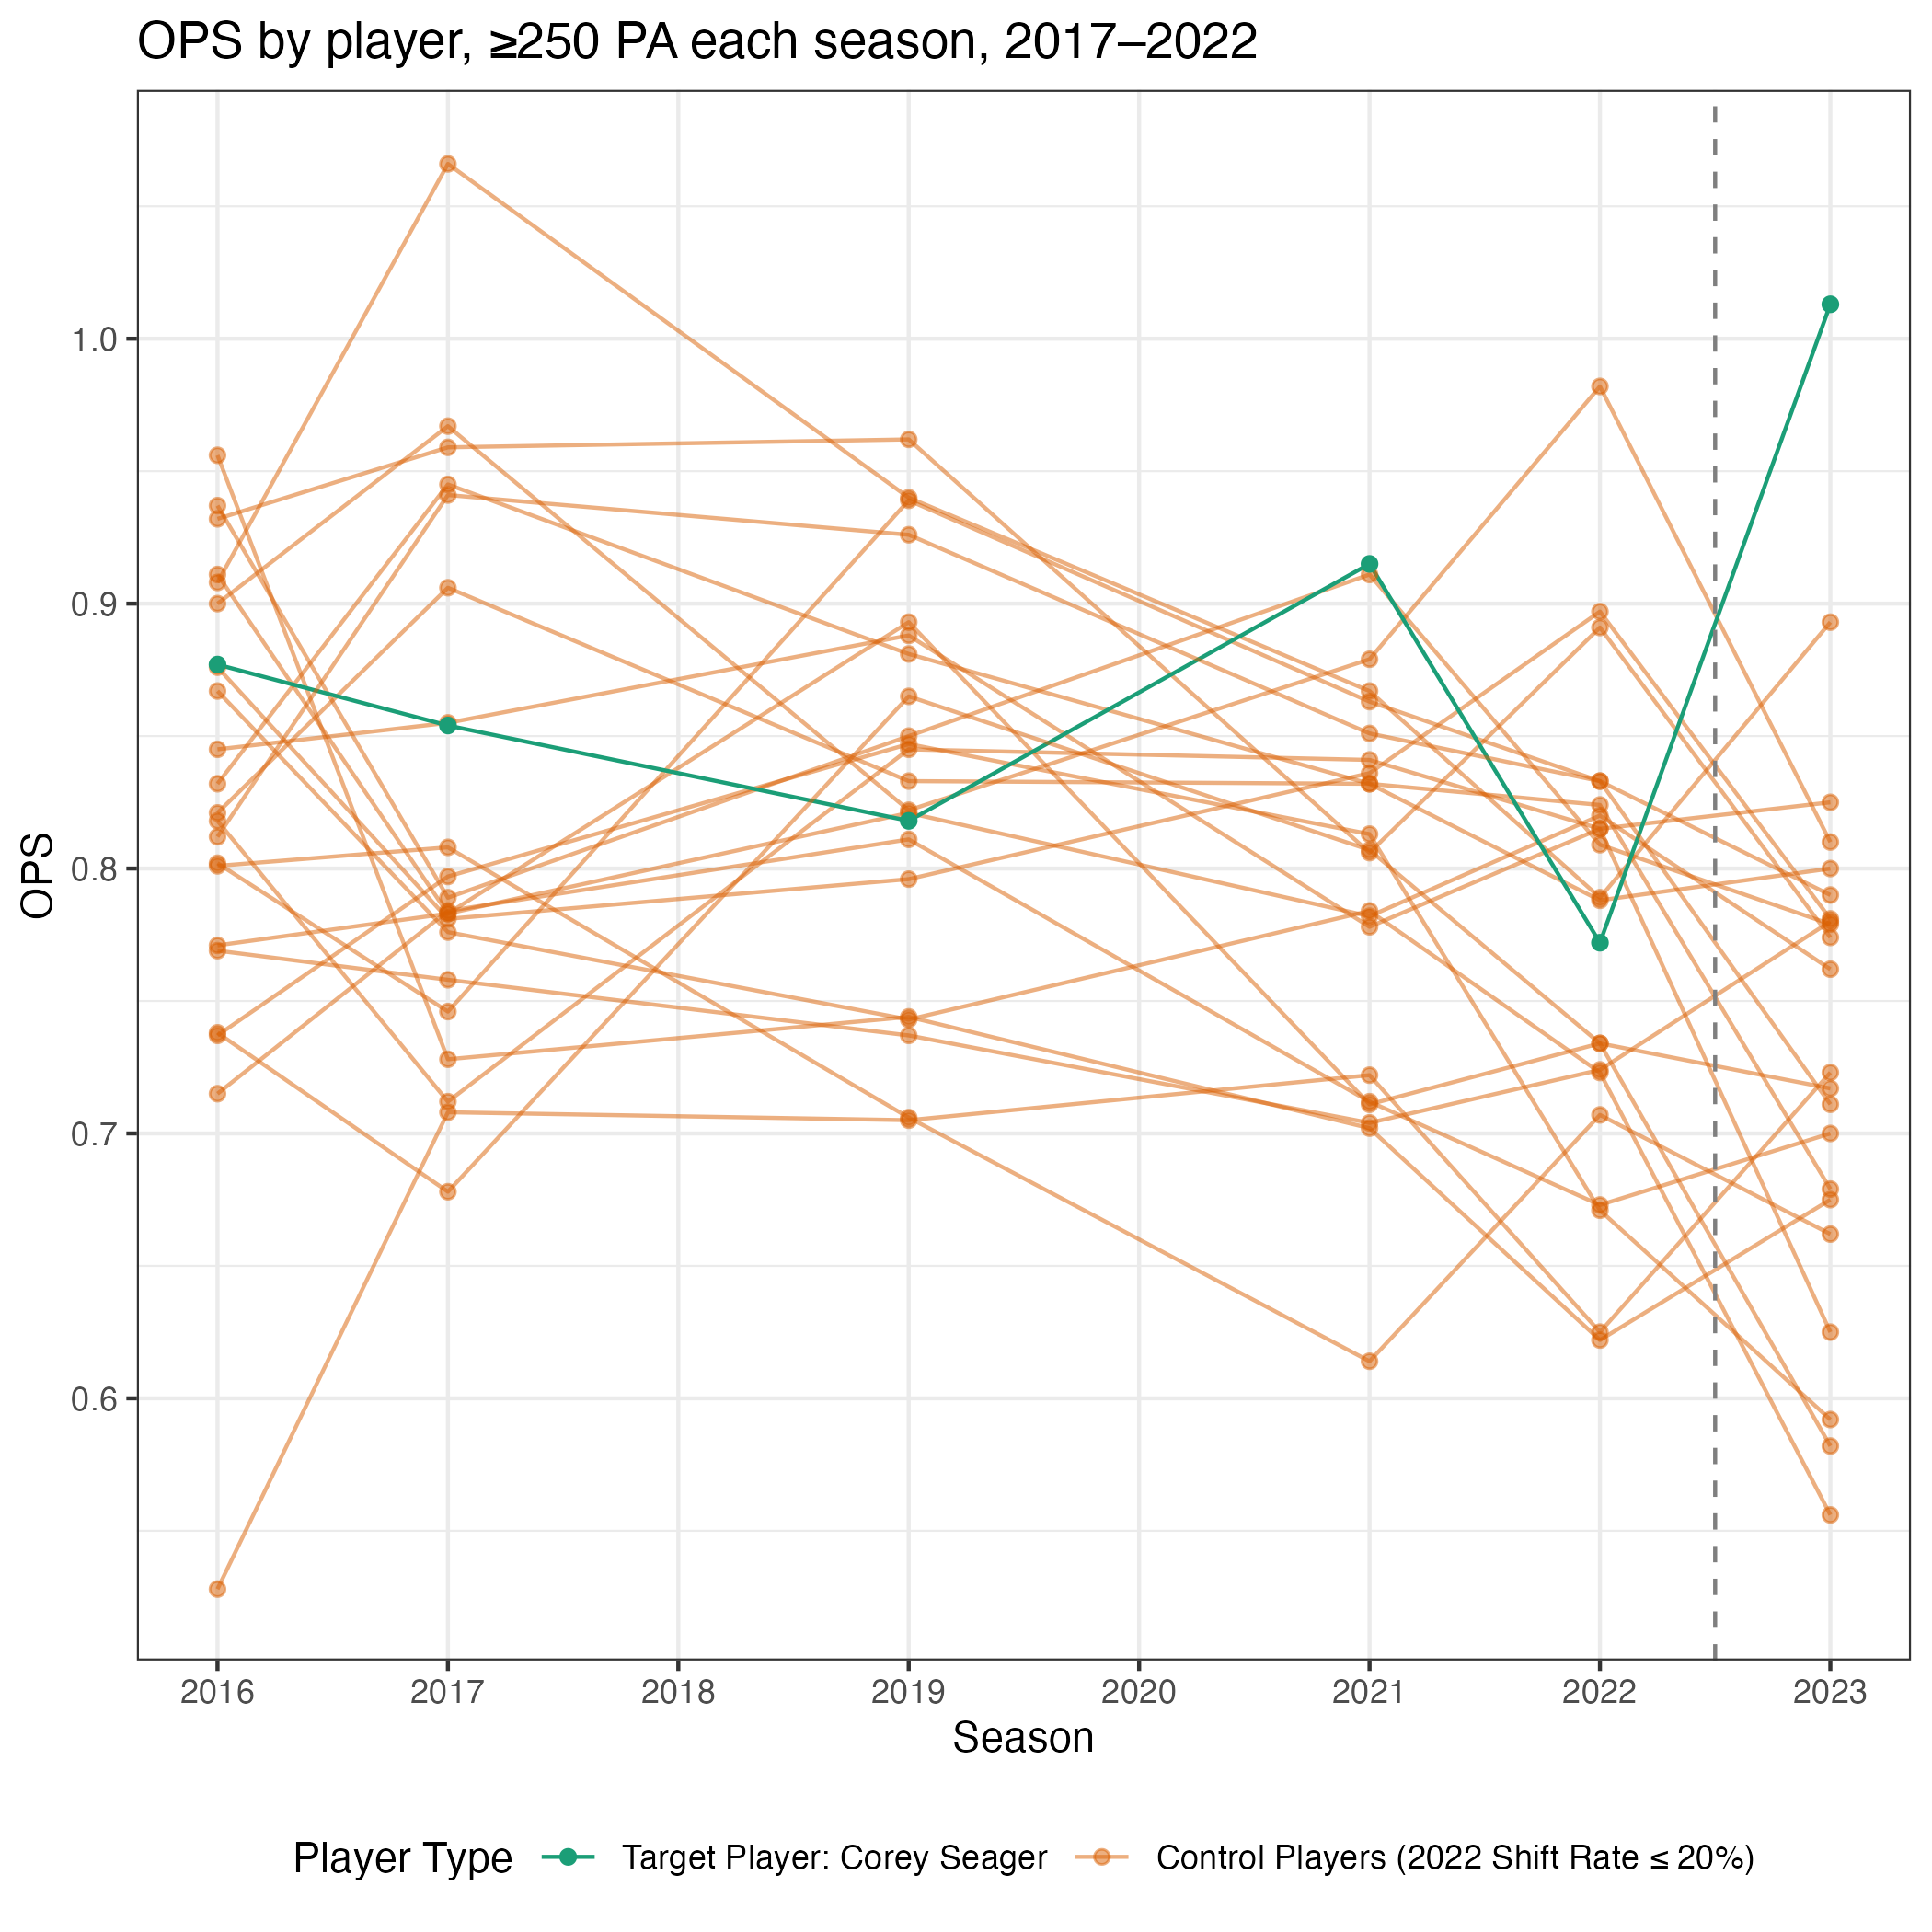 OPS by player, ≥250 PA each season, 2017–2022
OPS
1.0
0.9
0.8
0.7
0.6
2016 2017 2018 2019 2020 2021 2022 2023
Season
Player Type Target Player: Corey Seager Control Players (2022 Shift Rate ≤ 20%)